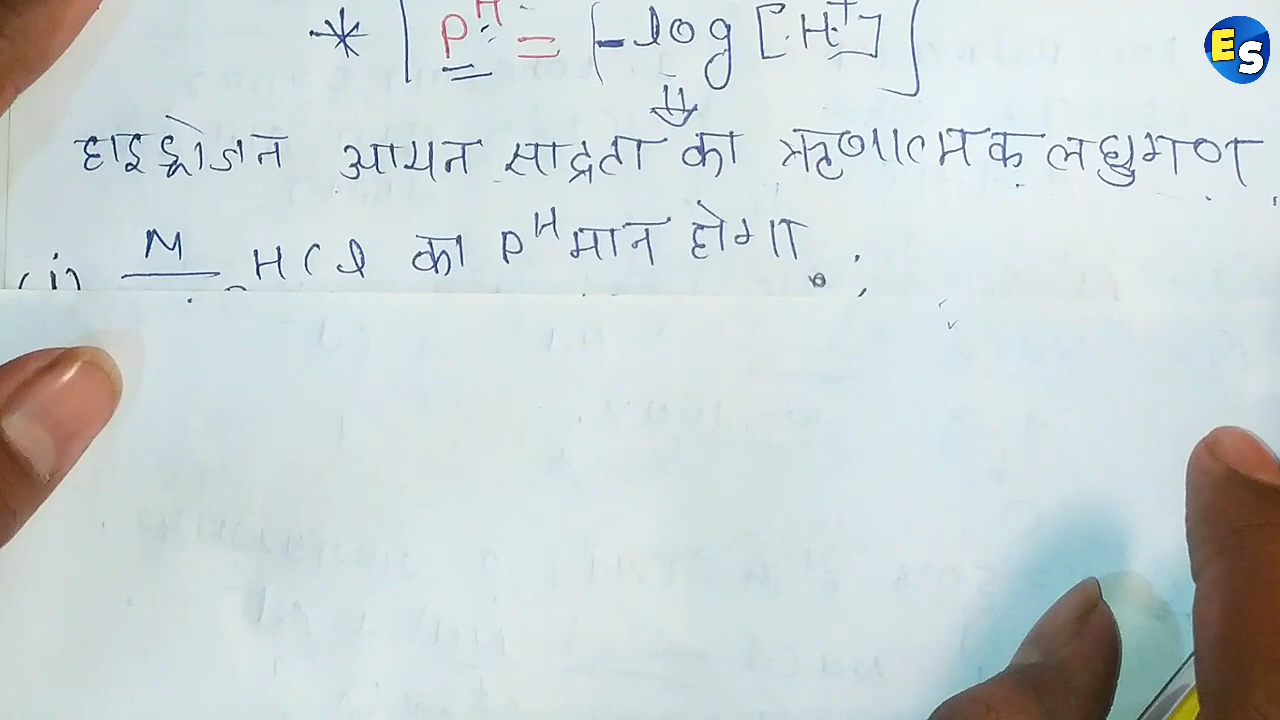 * pH = -log [H+]
हाइड्रोजन आयन सांद्रता का ऋणात्मक लघुगणक
(i) M HCl का pH मान होगा
ES